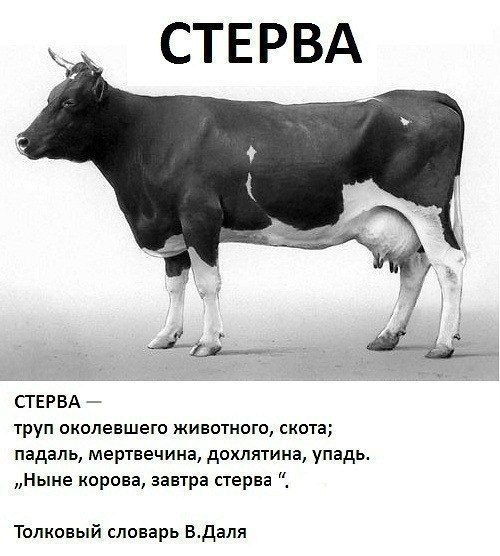 СТЕРВА
СТЕРВА —
труп околевшего животного, скота;
падаль, мертвечина, дохлятина, упадь.
„Ныне корова, завтра стерва “.
Толковый словарь В.Даля